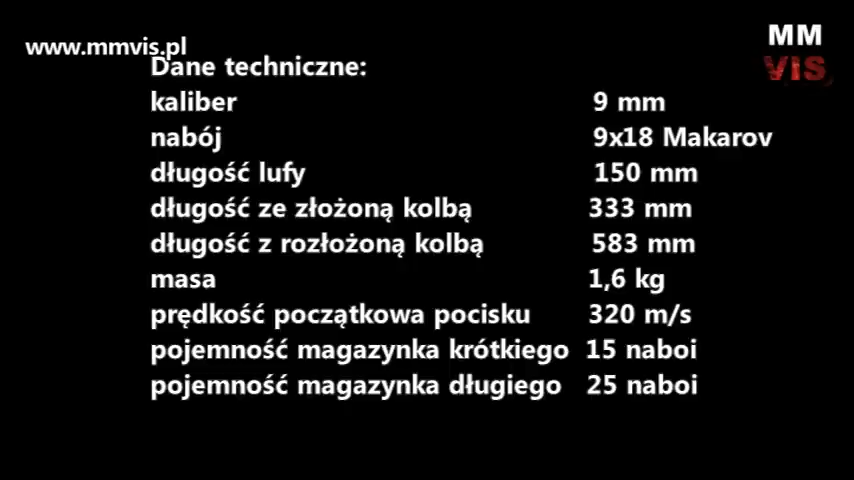 www.mmvis.pl
MM
VIS
Dane techniczne:
kaliber 9 mm
nabój 9x18 Makarov
długość lufy 150 mm
długość ze złożoną kolbą 333 mm
długość z rozłożoną kolbą 583 mm
masa 1,6 kg
prędkość początkowa pocisku 320 m/s
pojemność magazynka krótkiego 15 naboi
pojemność magazynka długiego 25 naboi